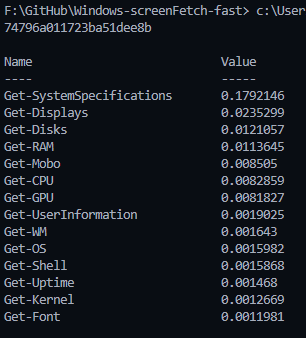 F:\GitHub\Windows-screenFetch-fast> c:\User
74796a011723ba51dee8b
Name Value
---- -----
Get-SystemSpecifications 0.1792146
Get-Displays 0.0235299
Get-Disks 0.0121057
Get-RAM 0.0113645
Get-Mobo 0.008505
Get-CPU 0.0082859
Get-GPU 0.0081827
Get-UserInformation 0.0019025
Get-WM 0.001643
Get-OS 0.0015982
Get-Shell 0.0015868
Get-Uptime 0.001468
Get-Kernel 0.0012669
Get-Font 0.0011981